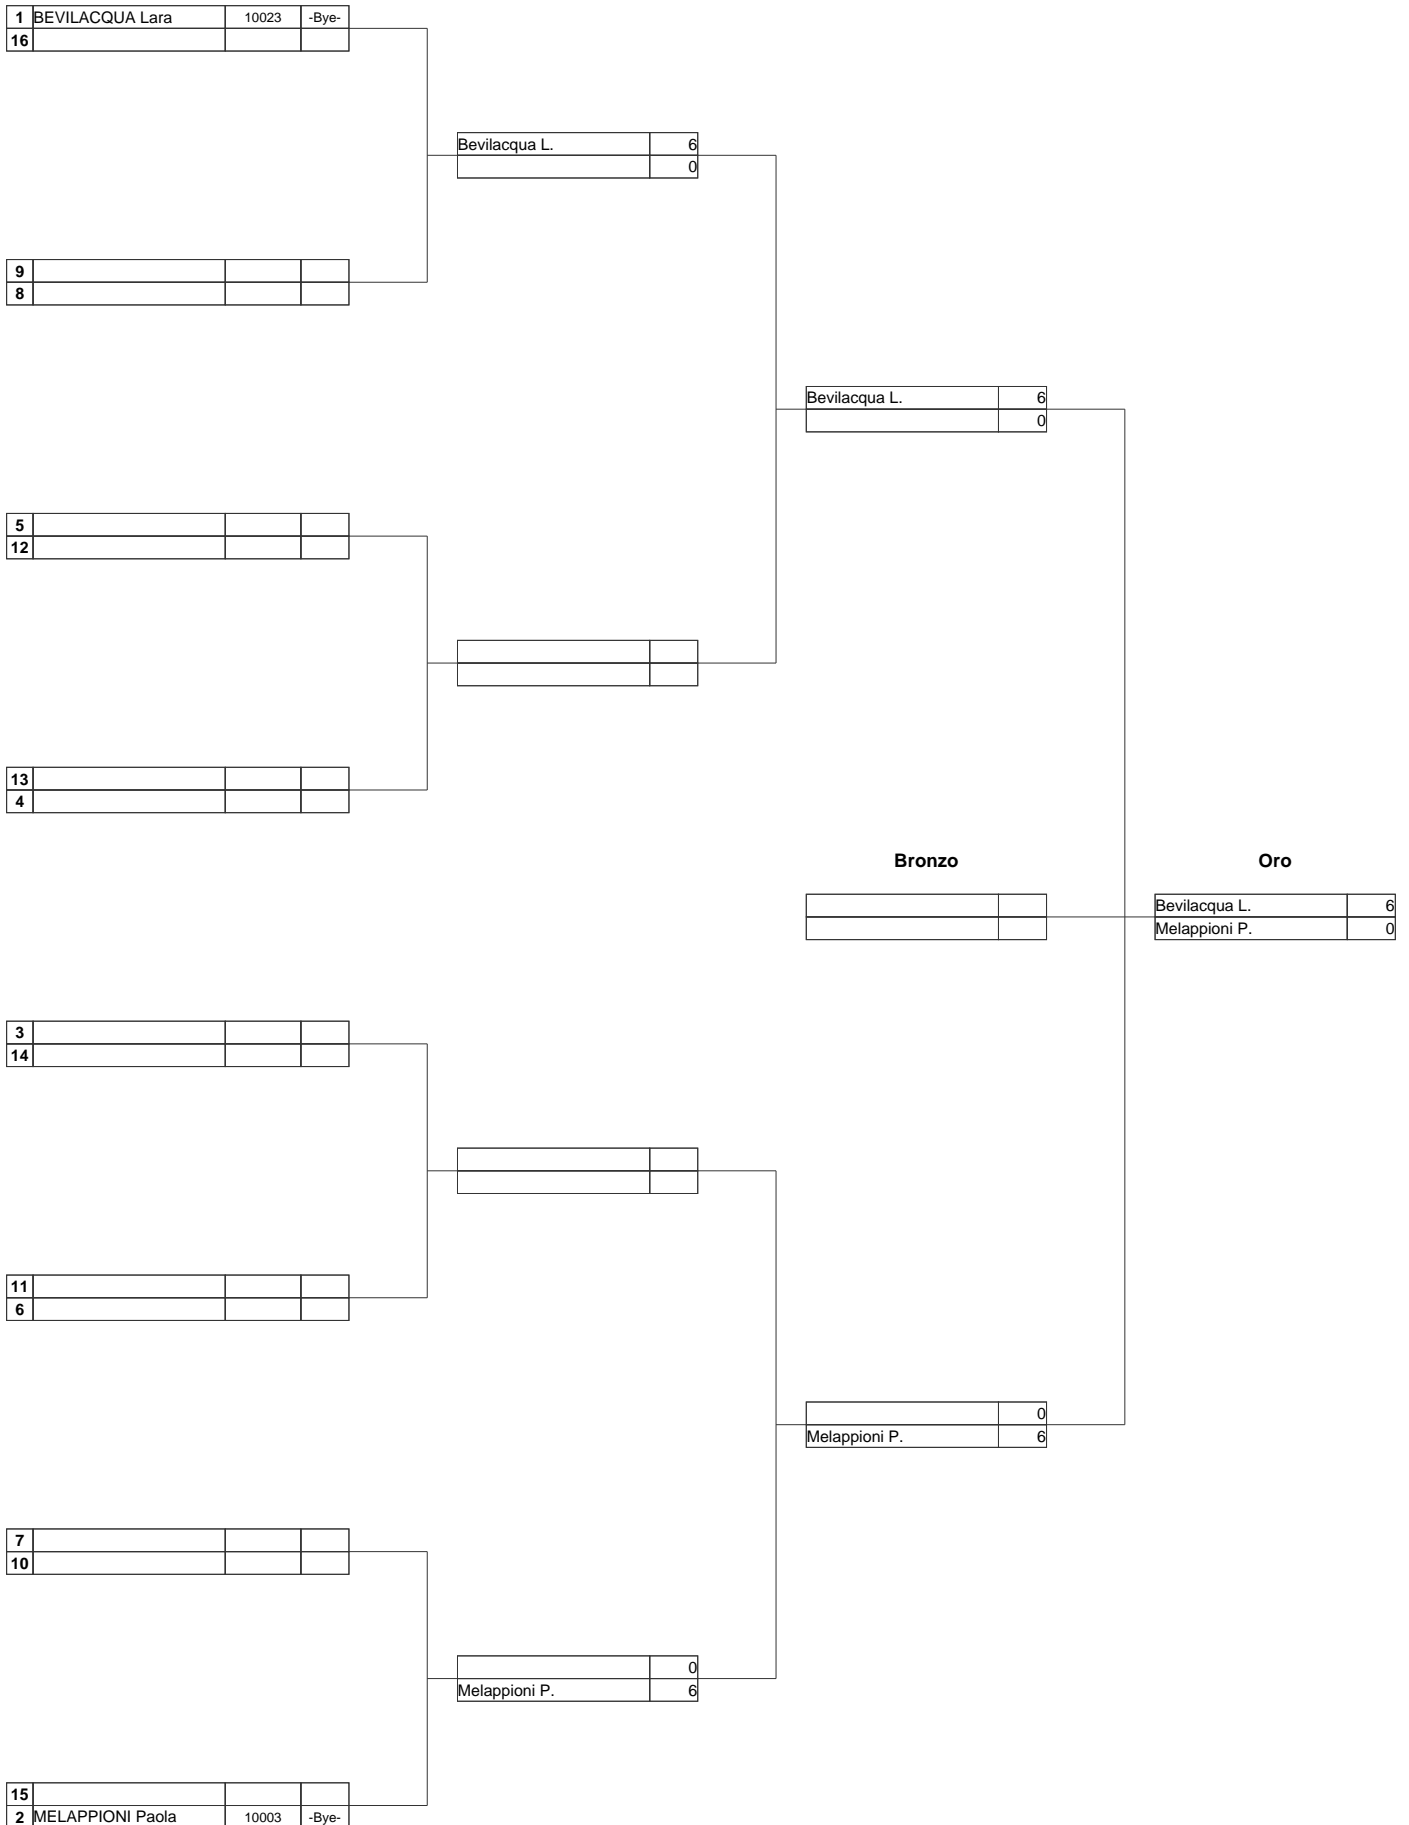 1 BEVILACQUA Lara 10023 -Bye-
16
Bevilacqua L. 6
0
9
8
Bevilacqua L. 6
0
5
12
13
4
Bronzo Oro
Bevilacqua L. 6
Melappioni P. 0
3
14
11
6
0
Melappioni P. 6
7
10
0
Melappioni P. 6
15
2 MELAPPIONI Paola 10003 -Bye-